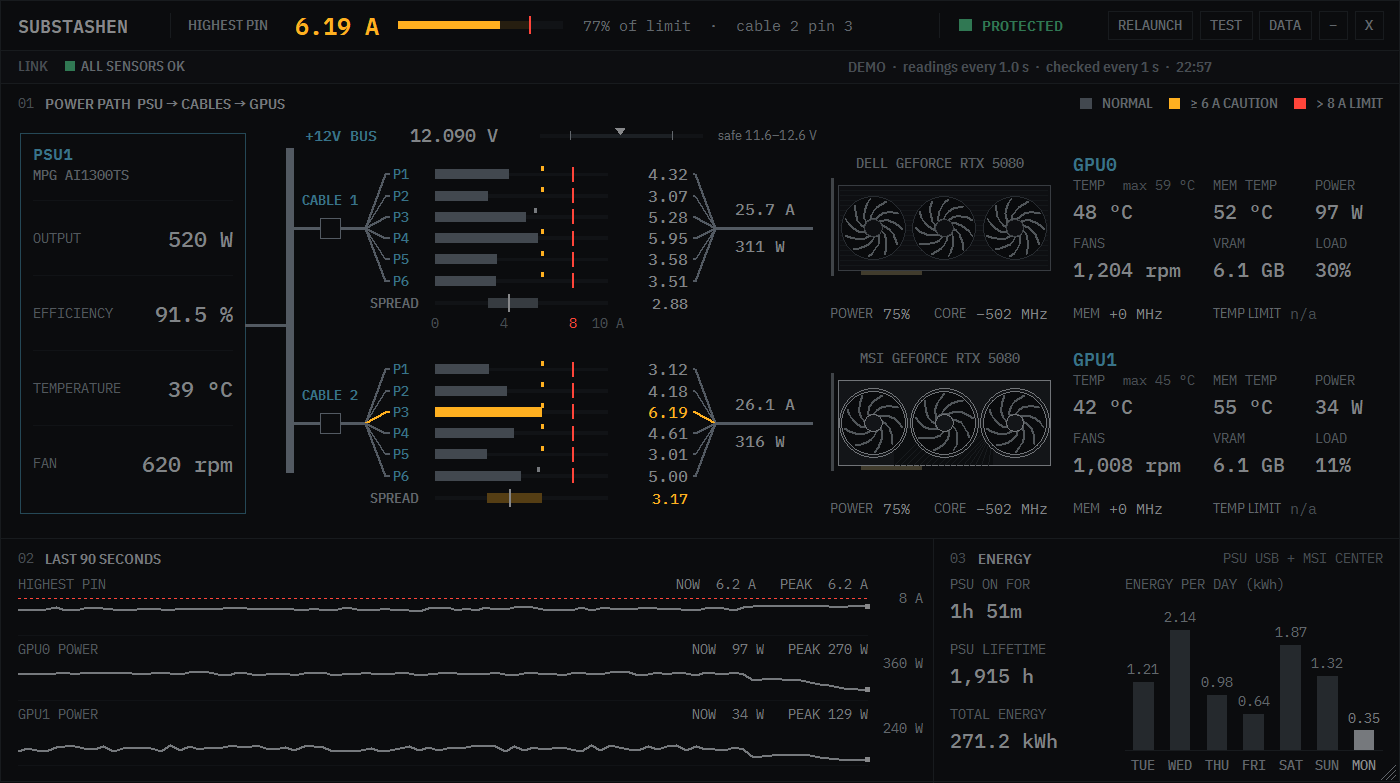 SUBSTASHEN HIGHEST PIN 6.19 A 77% of limit · cable 2 pin 3 PROTECTED RELAUNCH TEST DATA − X
LINK ALL SENSORS OK DEMO · readings every 1.0 s · checked every 1 s · 22:57
01 POWER PATH PSU → CABLES → GPUS NORMAL ≥ 6 A CAUTION > 8 A LIMIT
PSU1
MPG AI1300TS
OUTPUT 520 W
EFFICIENCY 91.5 %
TEMPERATURE 39 °C
FAN 620 rpm
+12V BUS 12.090 V safe 11.6–12.6 V
CABLE 1
P1 4.32
P2 3.07
P3 5.28
P4 5.95
P5 3.58
P6 3.51
SPREAD 2.88
0 4 8 10 A
25.7 A
311 W
CABLE 2
P1 3.12
P2 4.18
P3 6.19
P4 4.61
P5 3.01
P6 5.00
SPREAD 3.17
26.1 A
316 W
DELL GEFORCE RTX 5080
GPU0
TEMP max 59 °C MEM TEMP POWER
48 °C 52 °C 97 W
FANS VRAM LOAD
1,204 rpm 6.1 GB 30%
POWER 75% CORE −502 MHz MEM +0 MHz TEMP LIMIT n/a
MSI GEFORCE RTX 5080
GPU1
TEMP max 45 °C MEM TEMP POWER
42 °C 55 °C 34 W
FANS VRAM LOAD
1,008 rpm 6.1 GB 11%
POWER 75% CORE −502 MHz MEM +0 MHz TEMP LIMIT n/a
02 LAST 90 SECONDS
HIGHEST PIN NOW 6.2 A PEAK 6.2 A
8 A
GPU0 POWER NOW 97 W PEAK 270 W
360 W
GPU1 POWER NOW 34 W PEAK 129 W
240 W
03 ENERGY PSU USB + MSI CENTER
PSU ON FOR
1h 51m
PSU LIFETIME
1,915 h
TOTAL ENERGY
271.2 kWh
ENERGY PER DAY (kWh)
1.21 2.14 0.98 0.64 1.87 1.32 0.35
TUE WED THU FRI SAT SUN MON